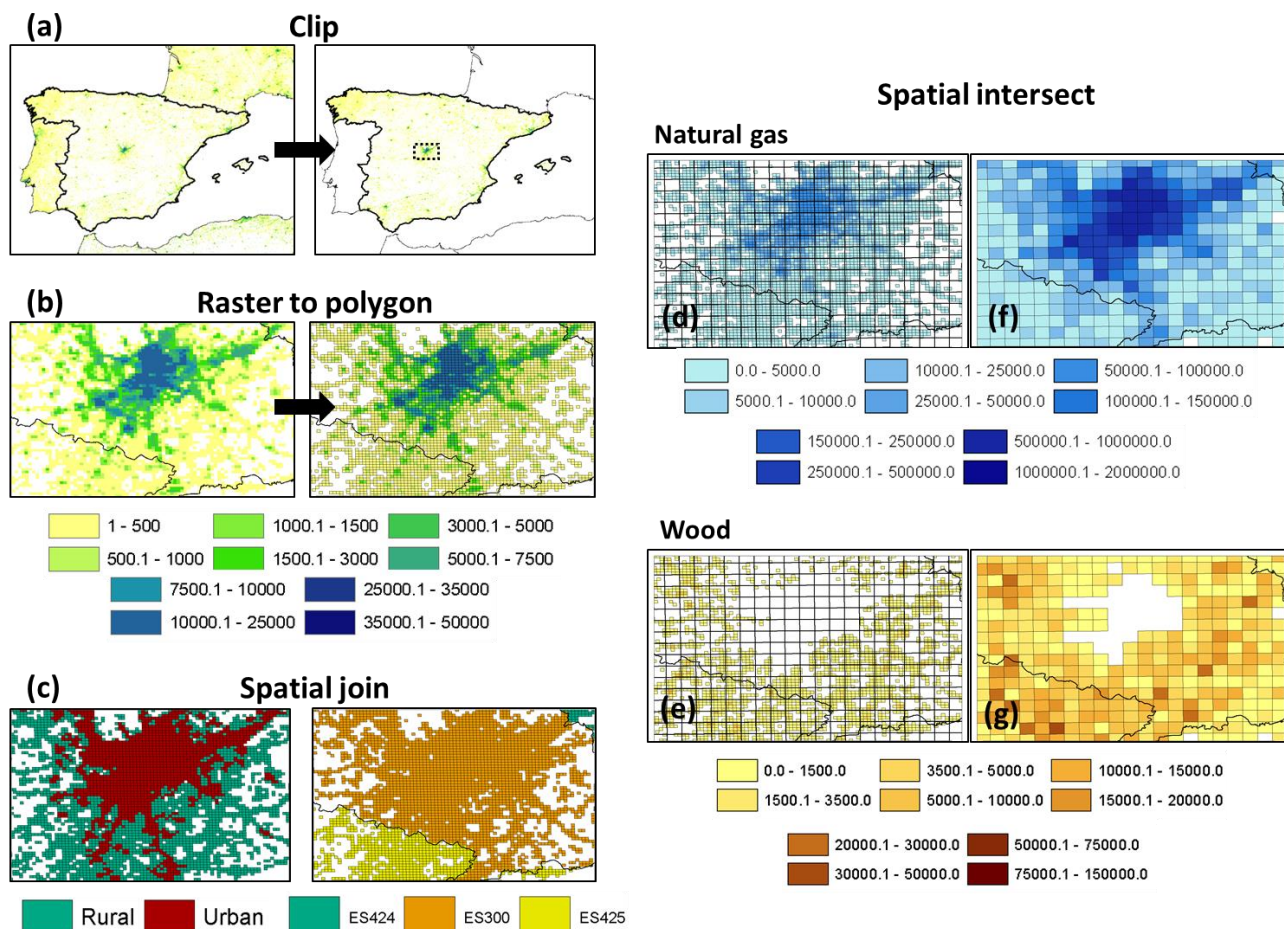 (a)
Clip
(b)
Raster to polygon
1 - 500
1000.1 - 1500
3000.1 - 5000
500.1 - 1000
1500.1 - 3000
5000.1 - 7500
7500.1 - 10000
25000.1 - 35000
10000.1 - 25000
35000.1 - 50000
(c)
Spatial join
Rural
Urban
ES424
ES300
ES425
Spatial intersect
Natural gas
(d)
(f)
0.0 - 5000.0
10000.1 - 25000.0
50000.1 - 100000.0
5000.1 - 10000.0
25000.1 - 50000.0
100000.1 - 150000.0
150000.1 - 250000.0
500000.1 - 1000000.0
250000.1 - 500000.0
1000000.1 - 2000000.0
Wood
(e)
(g)
0.0 - 1500.0
3500.1 - 5000.0
10000.1 - 15000.0
1500.1 - 3500.0
5000.1 - 10000.0
15000.1 - 20000.0
20000.1 - 30000.0
50000.1 - 75000.0
30000.1 - 50000.0
75000.1 - 150000.0